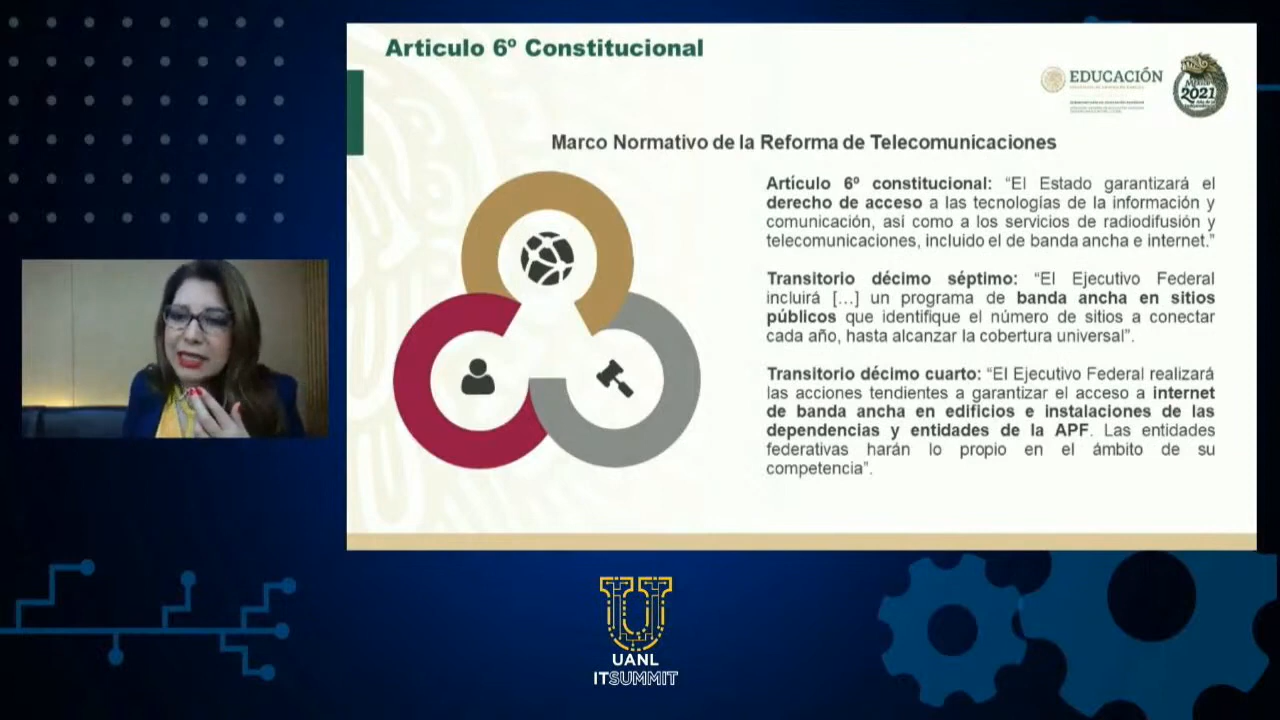 Articulo 6º Constitucional
EDUCACIÓN
México
2021
Marco Normativo de la Reforma de Telecomunicaciones
Artículo 6º constitucional: “El Estado garantizará el
derecho de acceso a las tecnologías de la información y
comunicación, así como a los servicios de radiodifusión y
telecomunicaciones, incluido el de banda ancha e internet.”
Transitorio décimo séptimo: “El Ejecutivo Federal
incluirá [...] un programa de banda ancha en sitios
públicos que identifique el número de sitios a conectar
cada año, hasta alcanzar la cobertura universal”.
Transitorio décimo cuarto: “El Ejecutivo Federal realizará
las acciones tendientes a garantizar el acceso a internet
de banda ancha en edificios e instalaciones de las
dependencias y entidades de la APF. Las entidades
federativas harán lo propio en el ámbito de su
competencia”.
UANL
ITSUMMIT